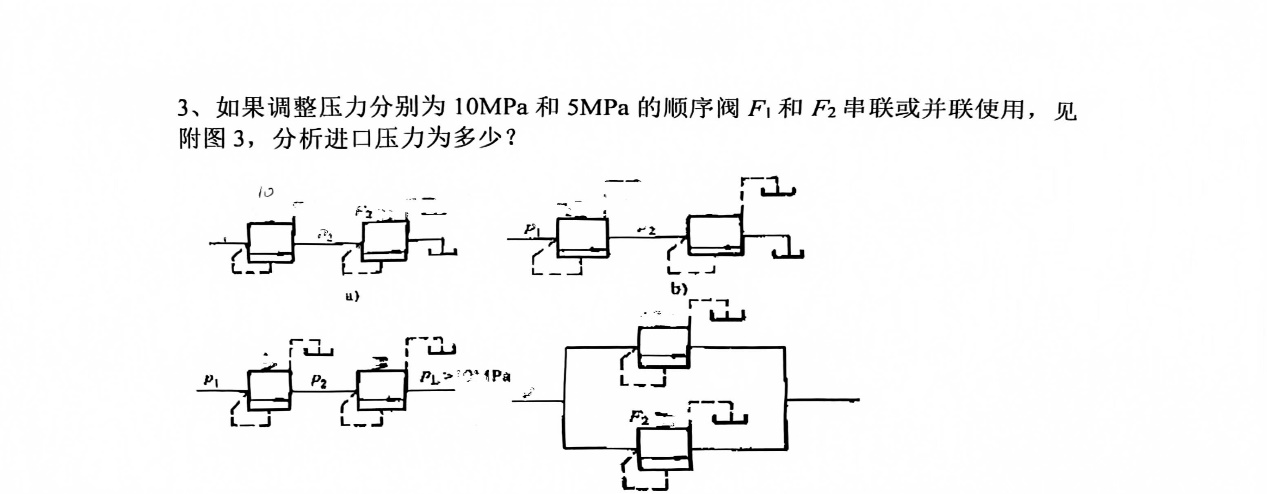 3、如果调整压力分别为 10MPa 和 5MPa 的顺序阀 F₁ 和 F₂ 串联或并联使用，见
附图 3，分析进口压力为多少？
10
F₂
P₂
P₁
2
a)
b)
P₁
P₂
F₂